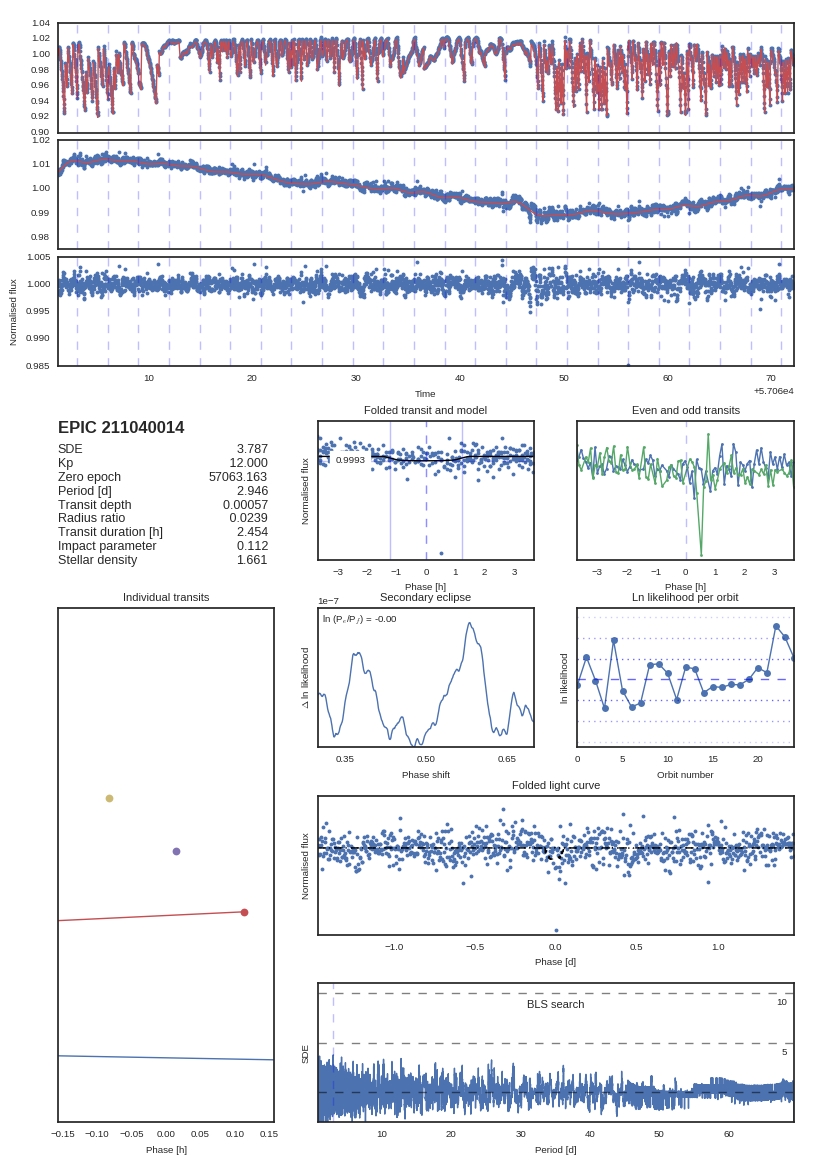 1.04
1.02
1.00
0.98
0.96
0.94
0.92
0.90
1.02
1.01
1.00
0.99
0.98
1.005
1.000
0.995
0.990
0.985
Normalised flux
10 20 30 40 50 60 70
Time
+5.706e4
EPIC 211040014
SDE 3.787
Kp 12.000
Zero epoch 57063.163
Period [d] 2.946
Transit depth 0.00057
Radius ratio 0.0239
Transit duration [h] 2.454
Impact parameter 0.112
Stellar density 1.661
Folded transit and model
Normalised flux
0.9993
−3 −2 −1 0 1 2 3
Phase [h]
Even and odd transits
−3 −2 −1 0 1 2 3
Phase [h]
Individual transits
−0.15 −0.10 −0.05 0.00 0.05 0.10 0.15
Phase [h]
Secondary eclipse
1e−7
ln (Pₑ/P𝒻) = -0.00
Δ ln likelihood
0.35 0.50 0.65
Phase shift
Ln likelihood per orbit
ln likelihood
0 5 10 15 20
Orbit number
Folded light curve
Normalised flux
−1.0 −0.5 0.0 0.5 1.0
Phase [d]
BLS search
10
5
SDE
10 20 30 40 50 60
Period [d]